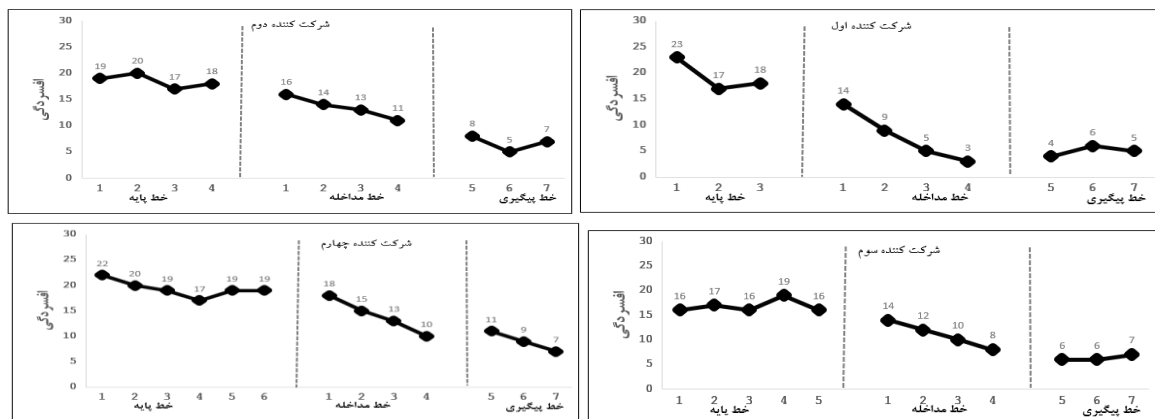 شرکت کننده اول
افسردگی
30
25
20
15
10
5
0
23 17 18
14 9 5 3
4 6 5
1 2 3 1 2 3 4 5 6 7
خط پایه خط مداخله خط پیگیری
شرکت کننده دوم
افسردگی
30
25
20
15
10
5
0
19 20 17 18
16 14 13 11
8 5 7
1 2 3 4 1 2 3 4 5 6 7
خط پایه خط مداخله خط پیگیری
شرکت کننده سوم
افسردگی
30
25
20
15
10
5
0
16 17 16 19 16
14 12 10 8
6 6 7
1 2 3 4 5 1 2 3 4 5 6 7
خط پایه خط مداخله خط پیگیری
شرکت کننده چهارم
افسردگی
30
25
20
15
10
5
0
22 20 19 17 19 19
18 15 13 10
11 9 7
1 2 3 4 5 6 1 2 3 4 5 6 7
خط پایه خط مداخله خط پیگیری